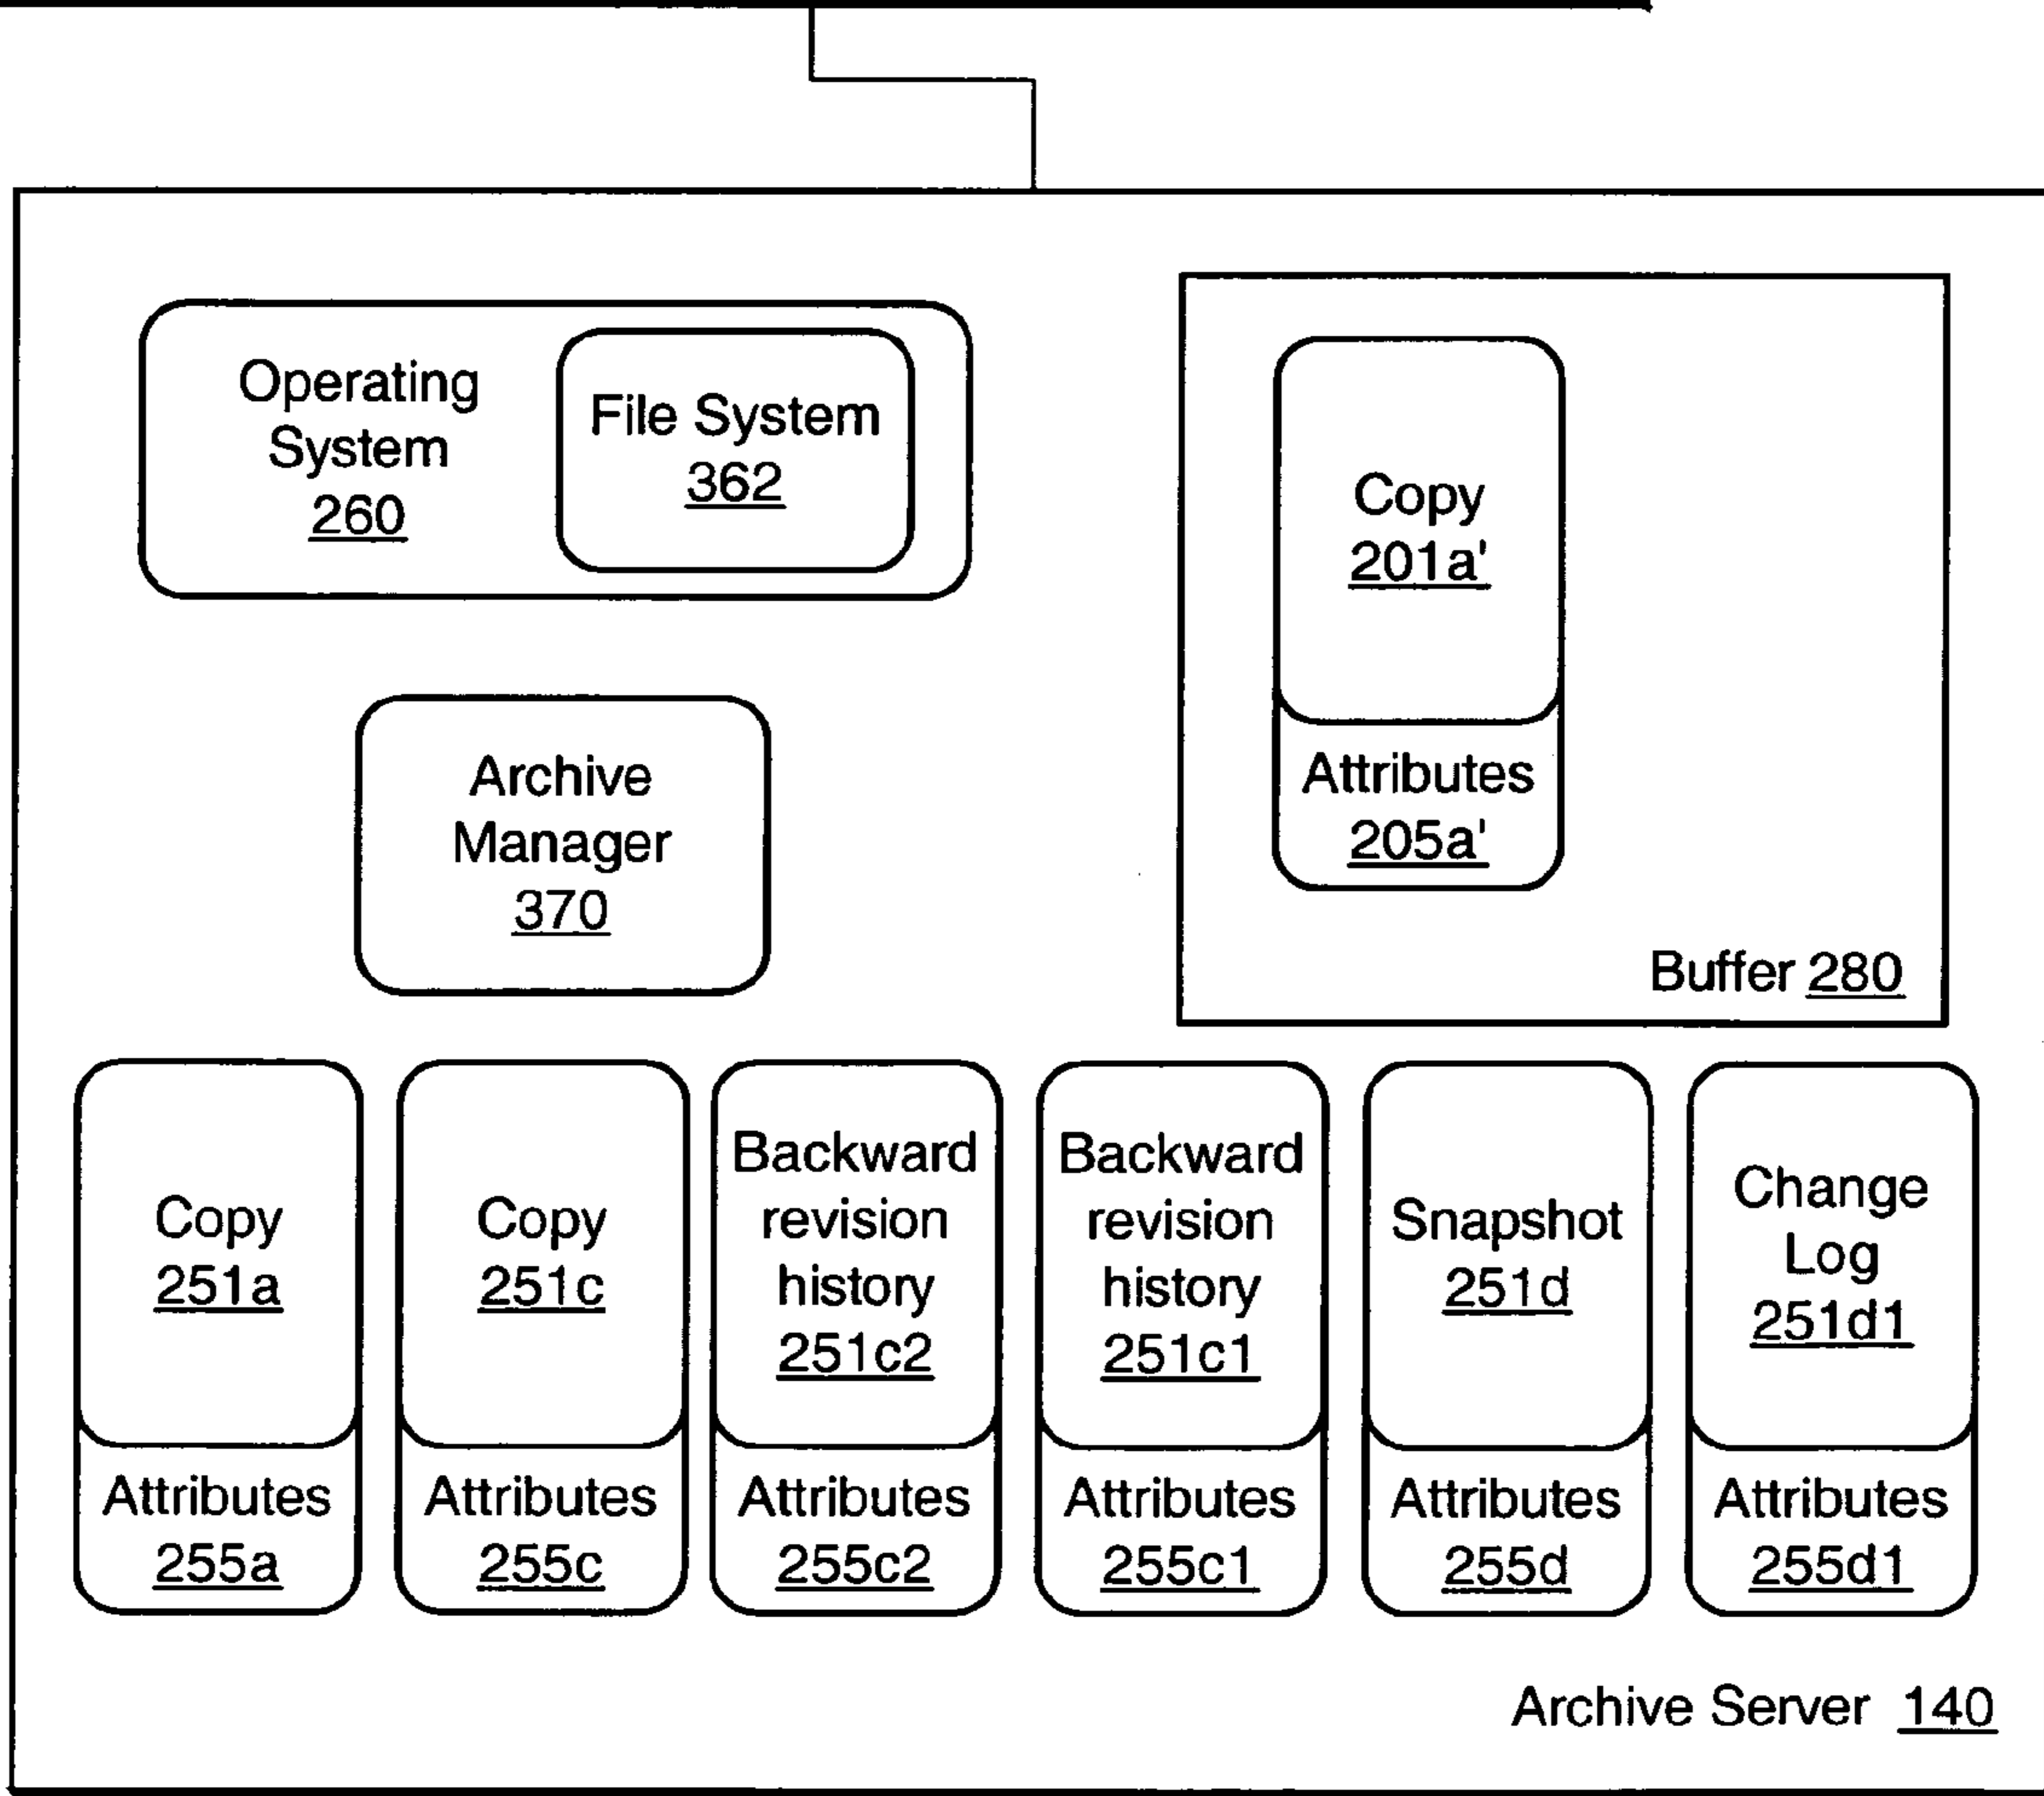 Operating
System
260
File System
362
Copy
201a'
Attributes
205a'
Buffer 280
Archive
Manager
370
Copy
251a
Attributes
255a
Copy
251c
Attributes
255c
Backward
revision
history
251c2
Attributes
255c2
Backward
revision
history
251c1
Attributes
255c1
Snapshot
251d
Attributes
255d
Change
Log
251d1
Attributes
255d1
Archive Server 140